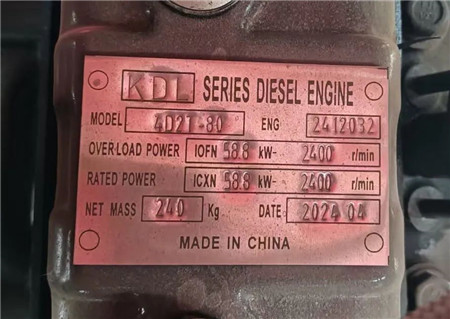 KDL SERIES DIESEL ENGINE
MODEL 4D2T-80 ENG 2412032
OVER·LOAD POWER IOFN 58.8 kW- 2400 r/min
RATED POWER ICXN 58.8 kW- 2400 r/min
NET MASS 240 Kg DATE 2024 04
MADE IN CHINA